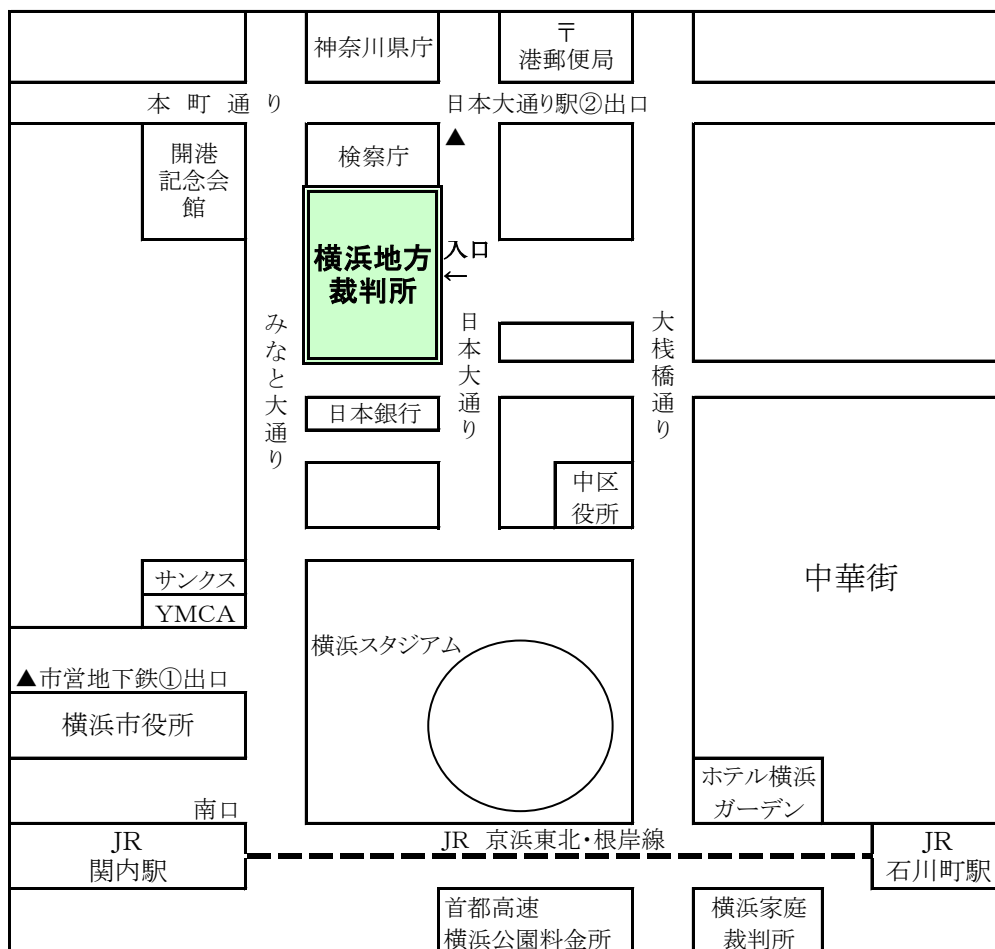 神奈川県庁
〒
港郵便局
本町通り
日本大通り駅②出口
▲
開港
記念会
館
検察庁
横浜地方
裁判所
入口
←
みなと大通り
日本大通り
大桟橋通り
日本銀行
中区
役所
サンクス
YMCA
中華街
横浜スタジアム
▲市営地下鉄①出口
横浜市役所
ホテル横浜
ガーデン
南口
JR
関内駅
JR 京浜東北・根岸線
JR
石川町駅
首都高速
横浜公園料金所
横浜家庭
裁判所